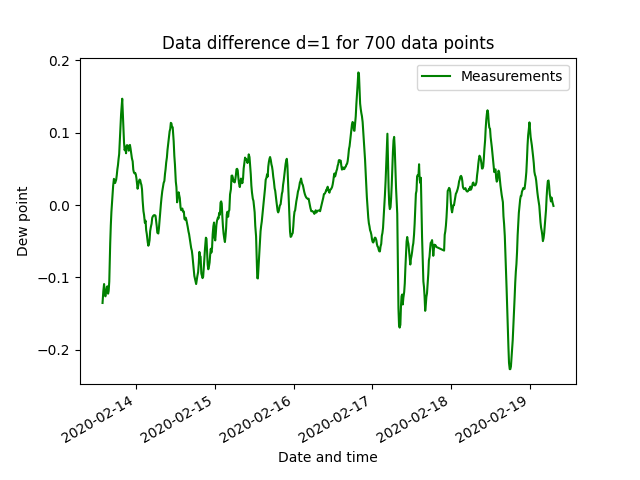 Data difference d=1 for 700 data points
Measurements
0.2
0.1
0.0
−0.1
−0.2
Dew point
2020-02-14
2020-02-15
2020-02-16
2020-02-17
2020-02-18
2020-02-19
Date and time